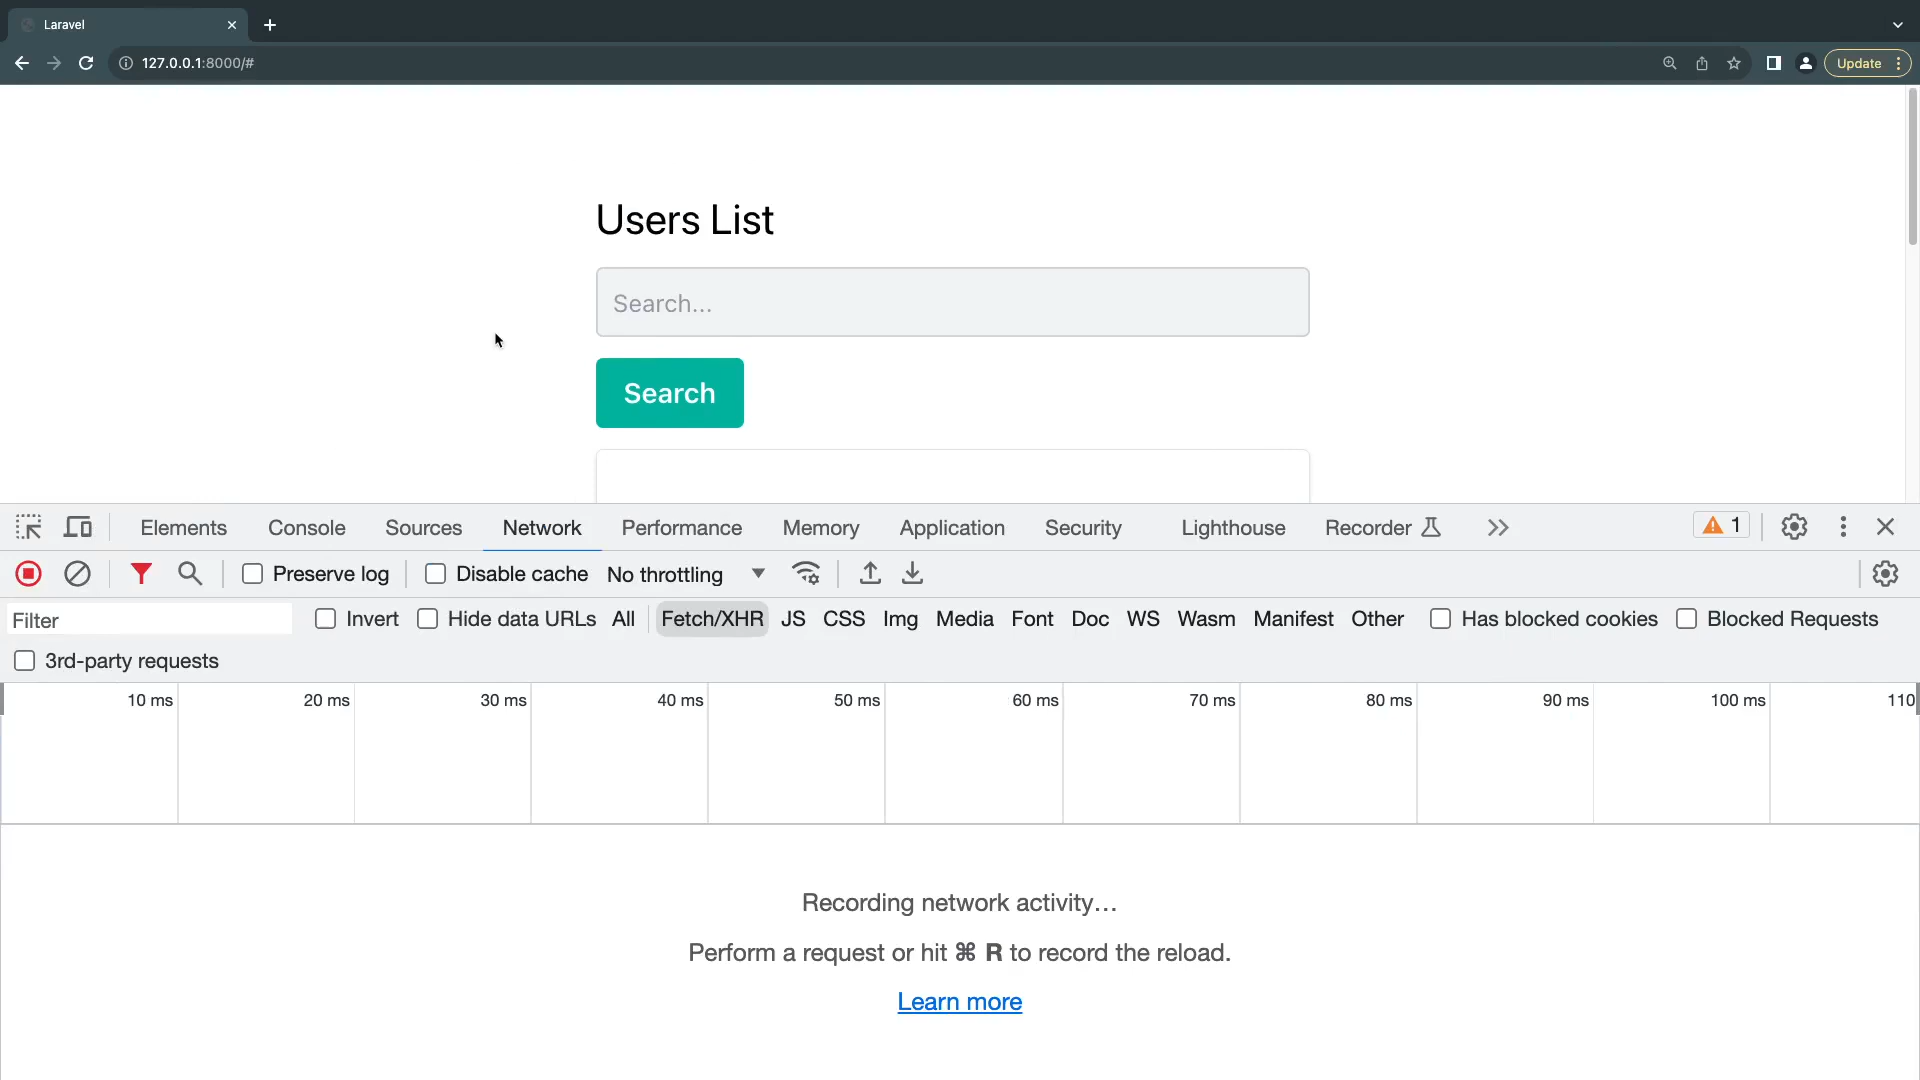 Laravel
127.0.0.1:8000/#
Update
Users List
Search...
Search
Elements Console Sources Network Performance Memory Application Security Lighthouse Recorder 1
Preserve log Disable cache No throttling
Filter Invert Hide data URLs All Fetch/XHR JS CSS Img Media Font Doc WS Wasm Manifest Other Has blocked cookies Blocked Requests
3rd-party requests
10 ms 20 ms 30 ms 40 ms 50 ms 60 ms 70 ms 80 ms 90 ms 100 ms 110
Recording network activity…
Perform a request or hit ⌘ R to record the reload.
Learn more